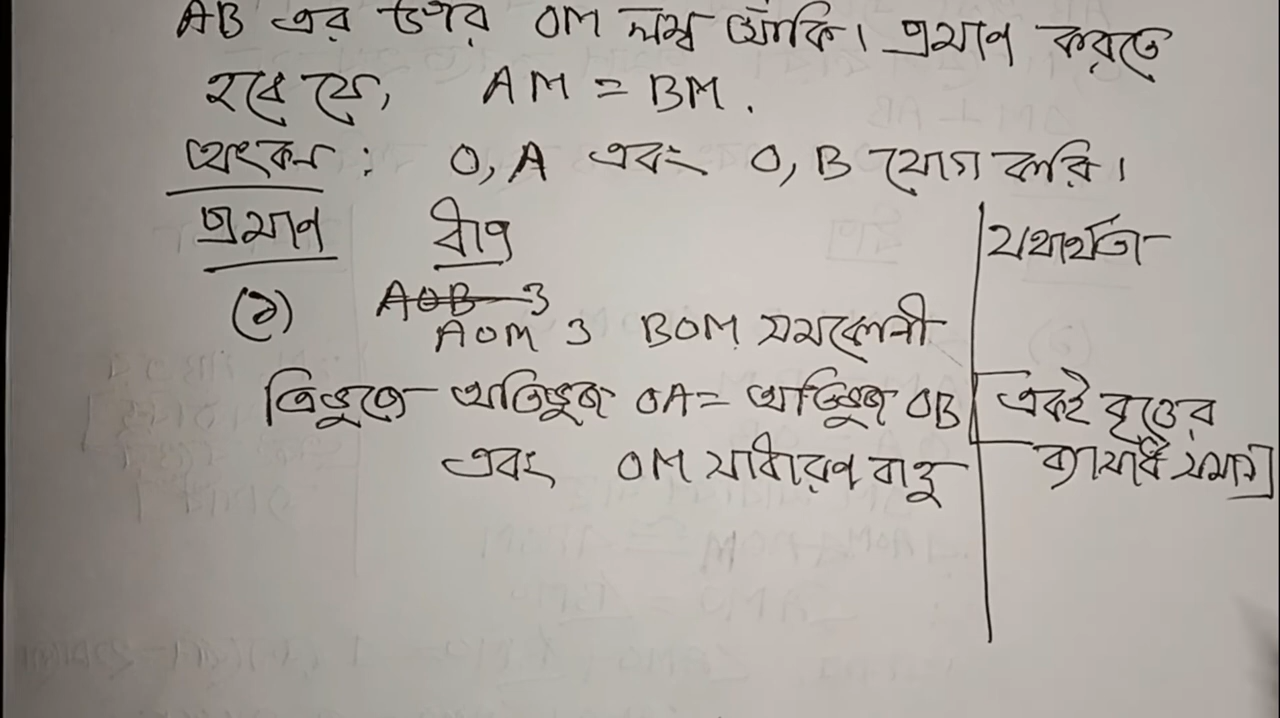 AB এর উপর OM লম্ব আঁকি। প্রমাণ করতে
হবে যে, AM = BM.
অংকন : O, A এবং O, B যোগ করি।
প্রমাণ ধাপ যথার্থতা
(১) AOB ও
AOM ও BOM সমকোণী
ত্রিভুজে অতিভুজ OA = অতিভুজ OB [একই বৃত্তের
এবং OM সাধারণ বাহু ব্যাসার্ধ সমান]